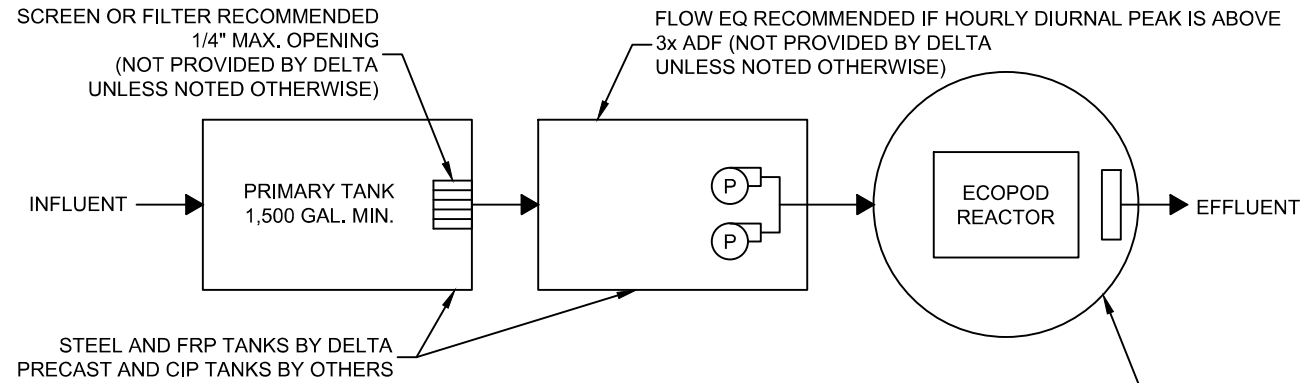 SCREEN OR FILTER RECOMMENDED
1/4" MAX. OPENING
(NOT PROVIDED BY DELTA
UNLESS NOTED OTHERWISE)
FLOW EQ RECOMMENDED IF HOURLY DIURNAL PEAK IS ABOVE
3x ADF (NOT PROVIDED BY DELTA
UNLESS NOTED OTHERWISE)
INFLUENT
PRIMARY TANK
1,500 GAL. MIN.
P
P
ECOPOD
REACTOR
EFFLUENT
STEEL AND FRP TANKS BY DELTA
PRECAST AND CIP TANKS BY OTHERS